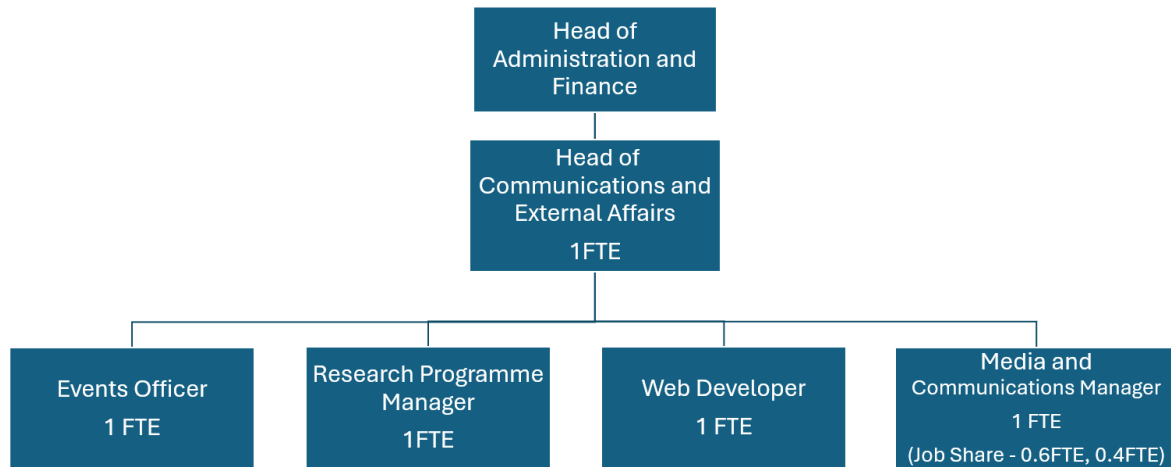 Head of
Administration and
Finance
Head of
Communications and
External Affairs
1FTE
Events Officer
1 FTE
Research Programme
Manager
1FTE
Web Developer
1 FTE
Media and
Communications Manager
1 FTE
(Job Share - 0.6FTE, 0.4FTE)